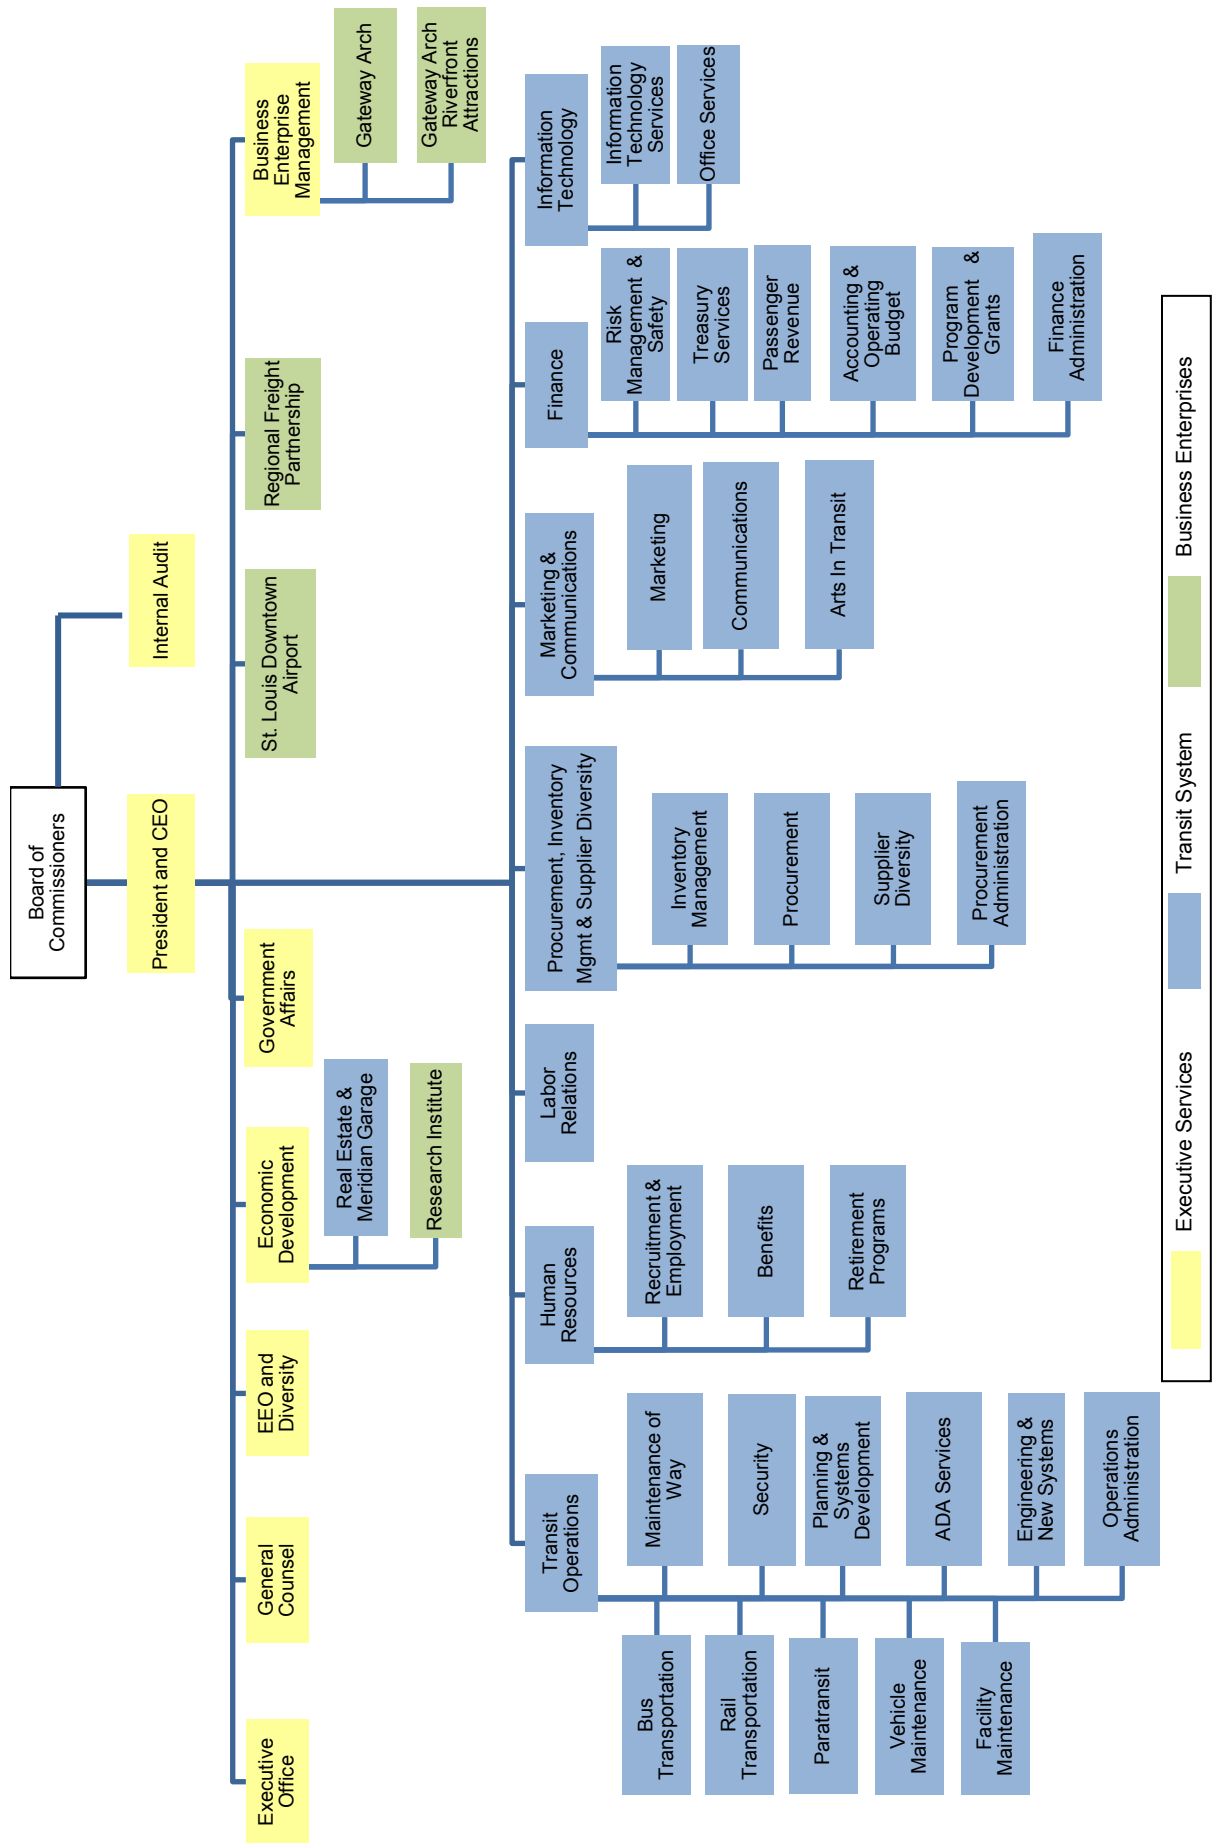 Board of
Commissioners
President and CEO
Internal Audit
Executive
Office
General
Counsel
EEO and
Diversity
Economic
Development
Real Estate &
Meridian Garage
Research Institute
Government
Affairs
St. Louis Downtown
Airport
Regional Freight
Partnership
Business
Enterprise
Management
Gateway Arch
Gateway Arch
Riverfront
Attractions
Transit
Operations
Bus
Transportation
Rail
Transportation
Paratransit
Vehicle
Maintenance
Facility
Maintenance
Maintenance of
Way
Security
Planning &
Systems
Development
ADA Services
Engineering &
New Systems
Operations
Administration
Human
Resources
Recruitment &
Employment
Benefits
Retirement
Programs
Labor
Relations
Procurement, Inventory
Mgmt & Supplier Diversity
Inventory
Management
Procurement
Supplier
Diversity
Procurement
Administration
Marketing &
Communications
Marketing
Communications
Arts In Transit
Finance
Risk
Management &
Safety
Treasury
Services
Passenger
Revenue
Accounting &
Operating
Budget
Program
Development &
Grants
Finance
Administration
Information
Technology
Information
Technology
Services
Office Services
Executive Services
Transit System
Business Enterprises